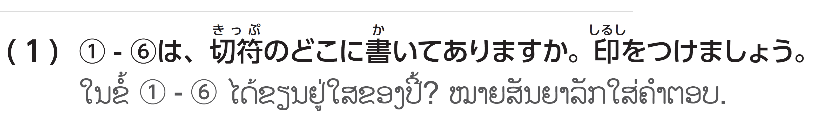 (1) ①-⑥は、切符のどこに書いてありますか。印をつけましょう。
ໃນຂໍ້ ①-⑥ ໄດ້ຂຽນຢູ່ໃສຂອງປີ້? ໝາຍສັນຍາລັກໃສ່ຄຳຕອບ.